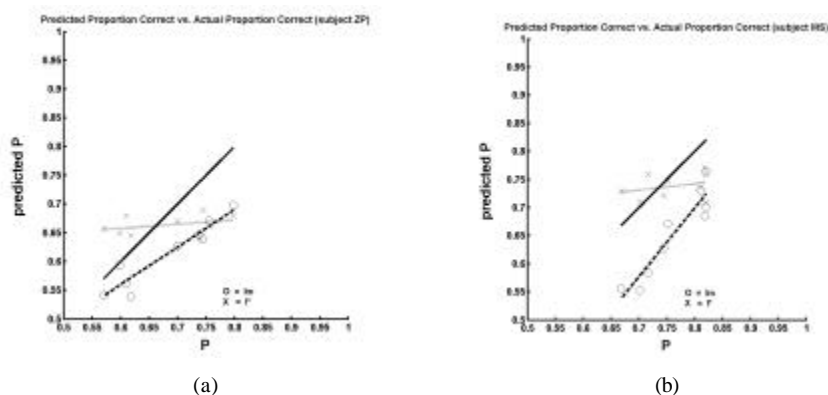 Predicted Proportion Correct vs. Actual Proportion Correct (subject ZP)
1
0.95
0.9
0.85
0.8
0.75
0.7
0.65
0.6
0.55
0.5
predicted P
O = Im
X = I'
0.5 0.55 0.6 0.65 0.7 0.75 0.8 0.85 0.9 0.95 1
P
(a)
Predicted Proportion Correct vs. Actual Proportion Correct (subject
1
0.95
0.9
0.85
0.8
0.75
0.7
0.65
0.6
0.55
0.5
predicted P
O = Im
X = I'
0.5 0.55 0.6 0.65 0.7 0.75 0.8 0.85 0.9 0.95 1
P
(b)